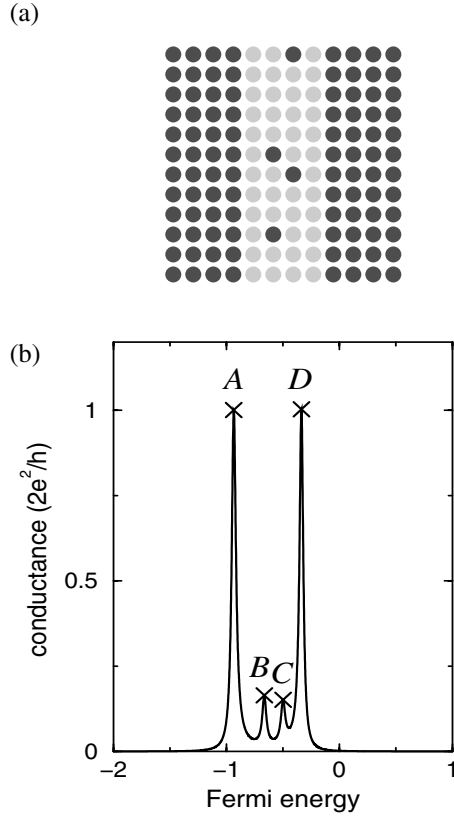 (a)
(b)
A
D
B
C
conductance (2e²/h)
1
0.5
0
−2
−1
0
1
Fermi energy